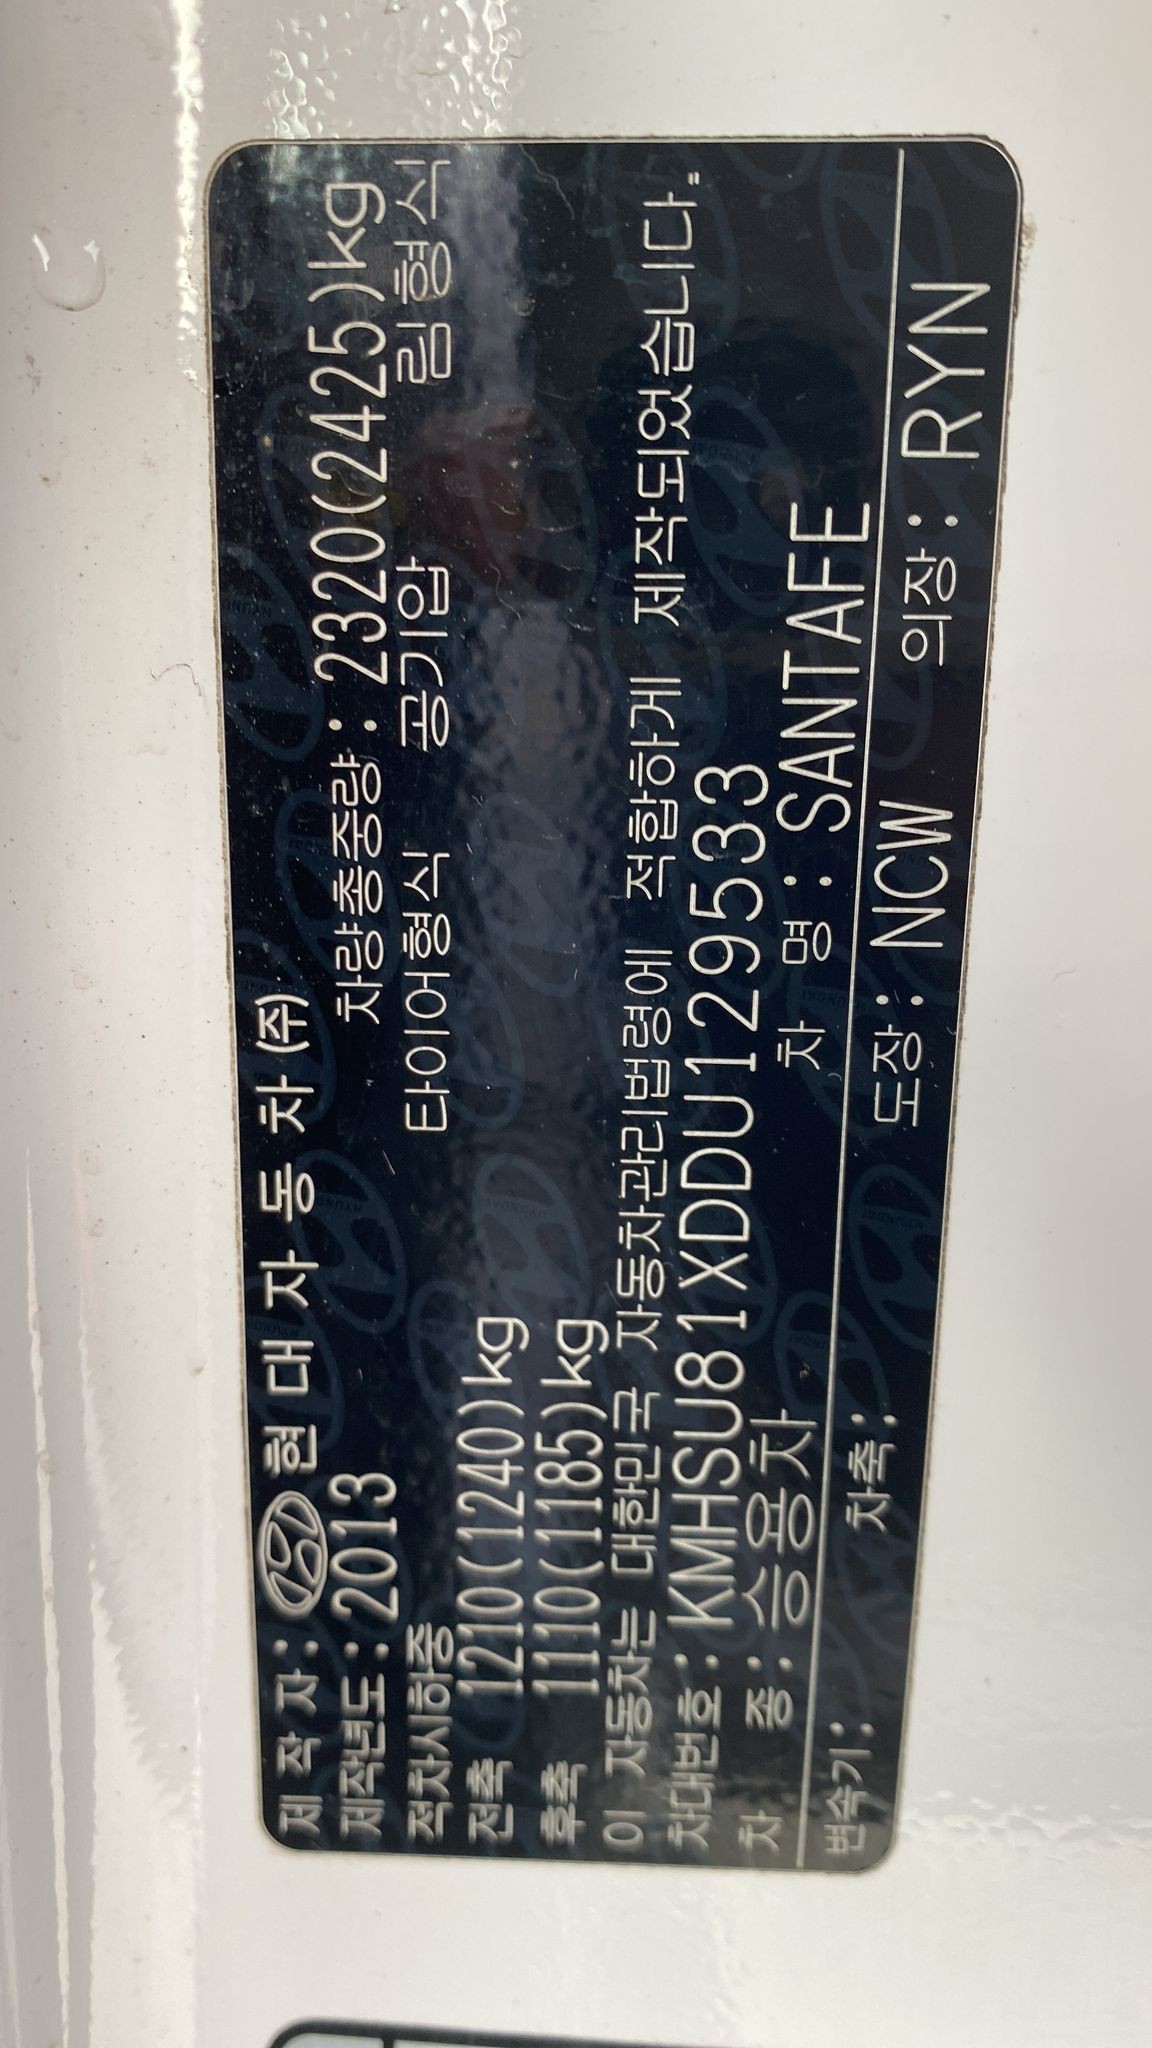 제 작 자 : 현 대 자 동 차 (주)
제작년도 : 2013 차량총중량 : 2320(2425)kg
적차시하중 타이어형식 공기압 림 형식
전축 1210(1240)kg
후축 1110(1185)kg
이 자동차는 대한민국 자동차관리법령에 적합하게 제작되었습니다.
차대번호 : KMHSU81XDDU129533
차 종 : 승용차 차 명 : SANTAFE
변속기 : 차축 : 도장 : NCW 의장 : RYN